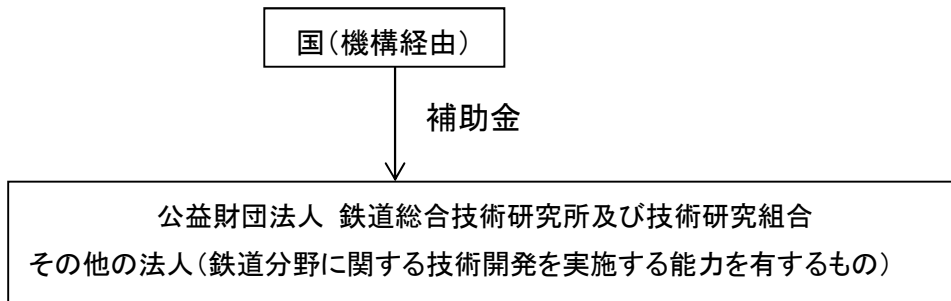 国（機構経由）
補助金
公益財団法人 鉄道総合技術研究所及び技術研究組合
その他の法人（鉄道分野に関する技術開発を実施する能力を有するもの）